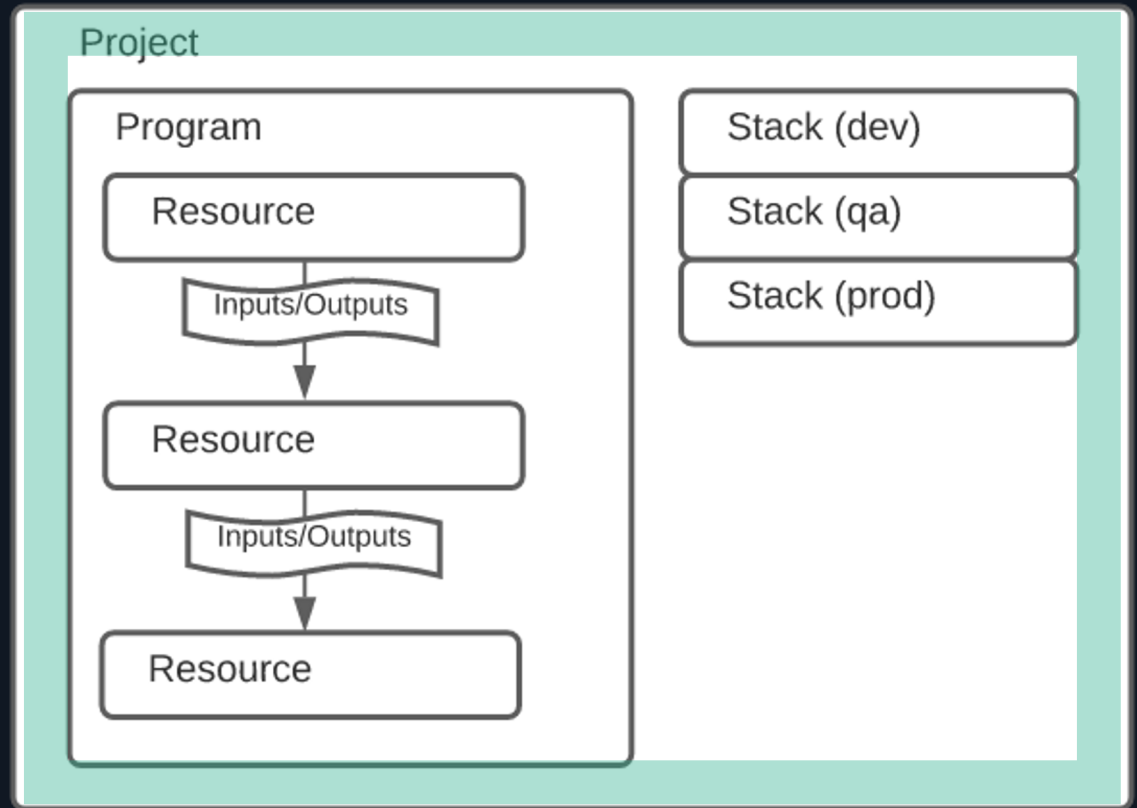 Project
Program
Resource
Inputs/Outputs
Resource
Inputs/Outputs
Resource
Stack (dev)
Stack (qa)
Stack (prod)